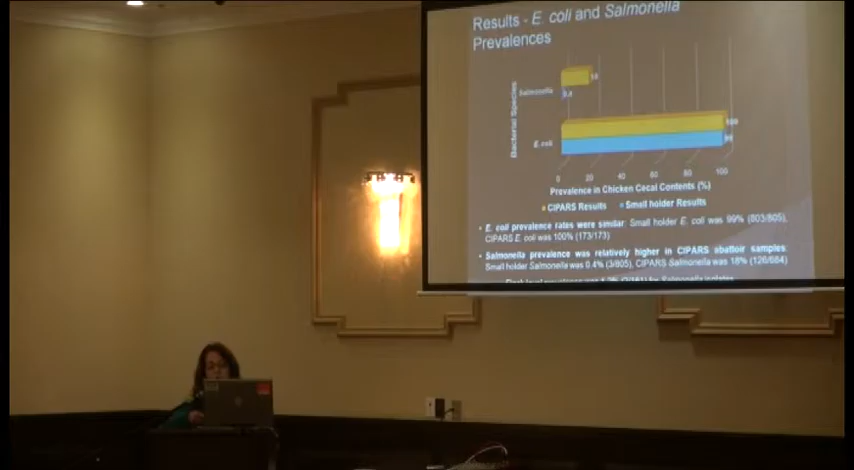 Results - E coli and Salmonella
Prevalences
Bacterial Species
Salmonella
18
0.4
E coli
100
99
0 20 40 60 80 100
Prevalence in Chicken Cecal Contents (%)
CIPARS Results Small holder Results
E. coli prevalence rates were similar: Small holder E. coli was 99% (803/805),
CIPARS E. coli was 100% (173/173)
Salmonella prevalence was relatively higher in CIPARS abattoir samples
Small holder Salmonella was 0.4% (3/805), CIPARS Salmonella was 18% (126/684)
for Salmonella isolates